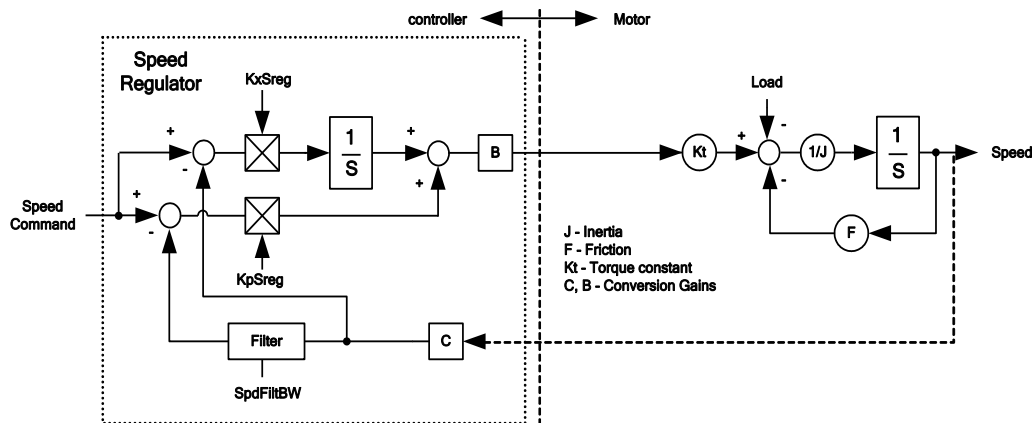 controller
Motor
Speed
Regulator
KxSreg
Load
+
-
1
S
+
+
B
Kt
+
-
-
1/J
1
S
Speed
Speed
Command
+
-
KpSreg
F
J - Inertia
F - Friction
Kt - Torque constant
C, B - Conversion Gains
Filter
C
SpdFiltBW